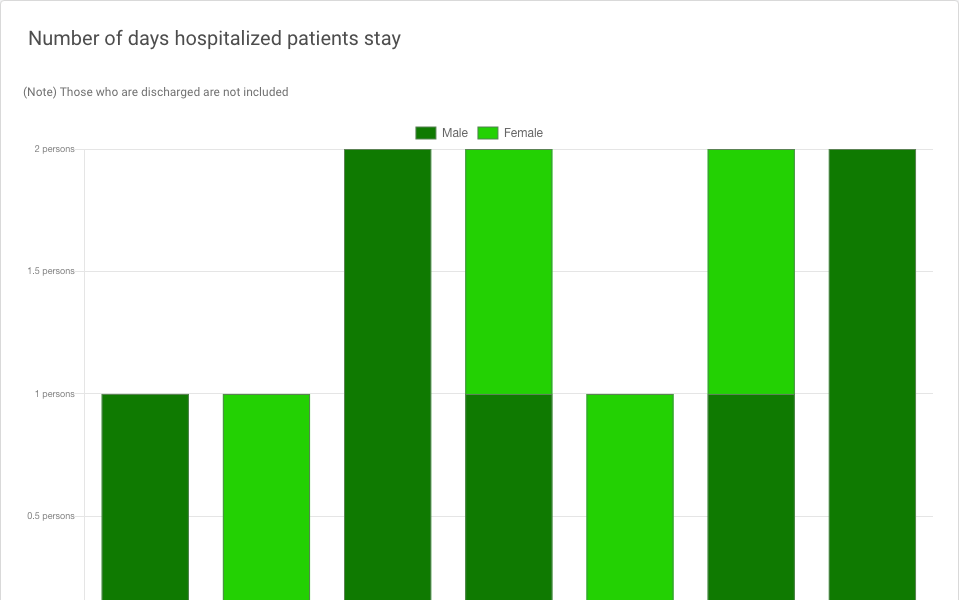 Number of days hospitalized patients stay
(Note) Those who are discharged are not included
Male Female
2 persons
1.5 persons
1 persons
0.5 persons